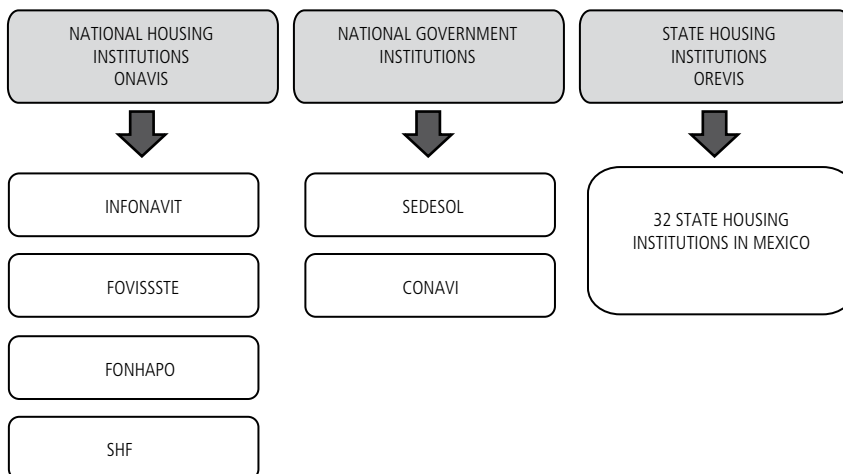 NATIONAL HOUSING
INSTITUTIONS
ONAVIS
INFONAVIT
FOVISSSTE
FONHAPO
SHF
NATIONAL GOVERNMENT
INSTITUTIONS
SEDESOL
CONAVI
STATE HOUSING
INSTITUTIONS
OREVIS
32 STATE HOUSING
INSTITUTIONS IN MEXICO